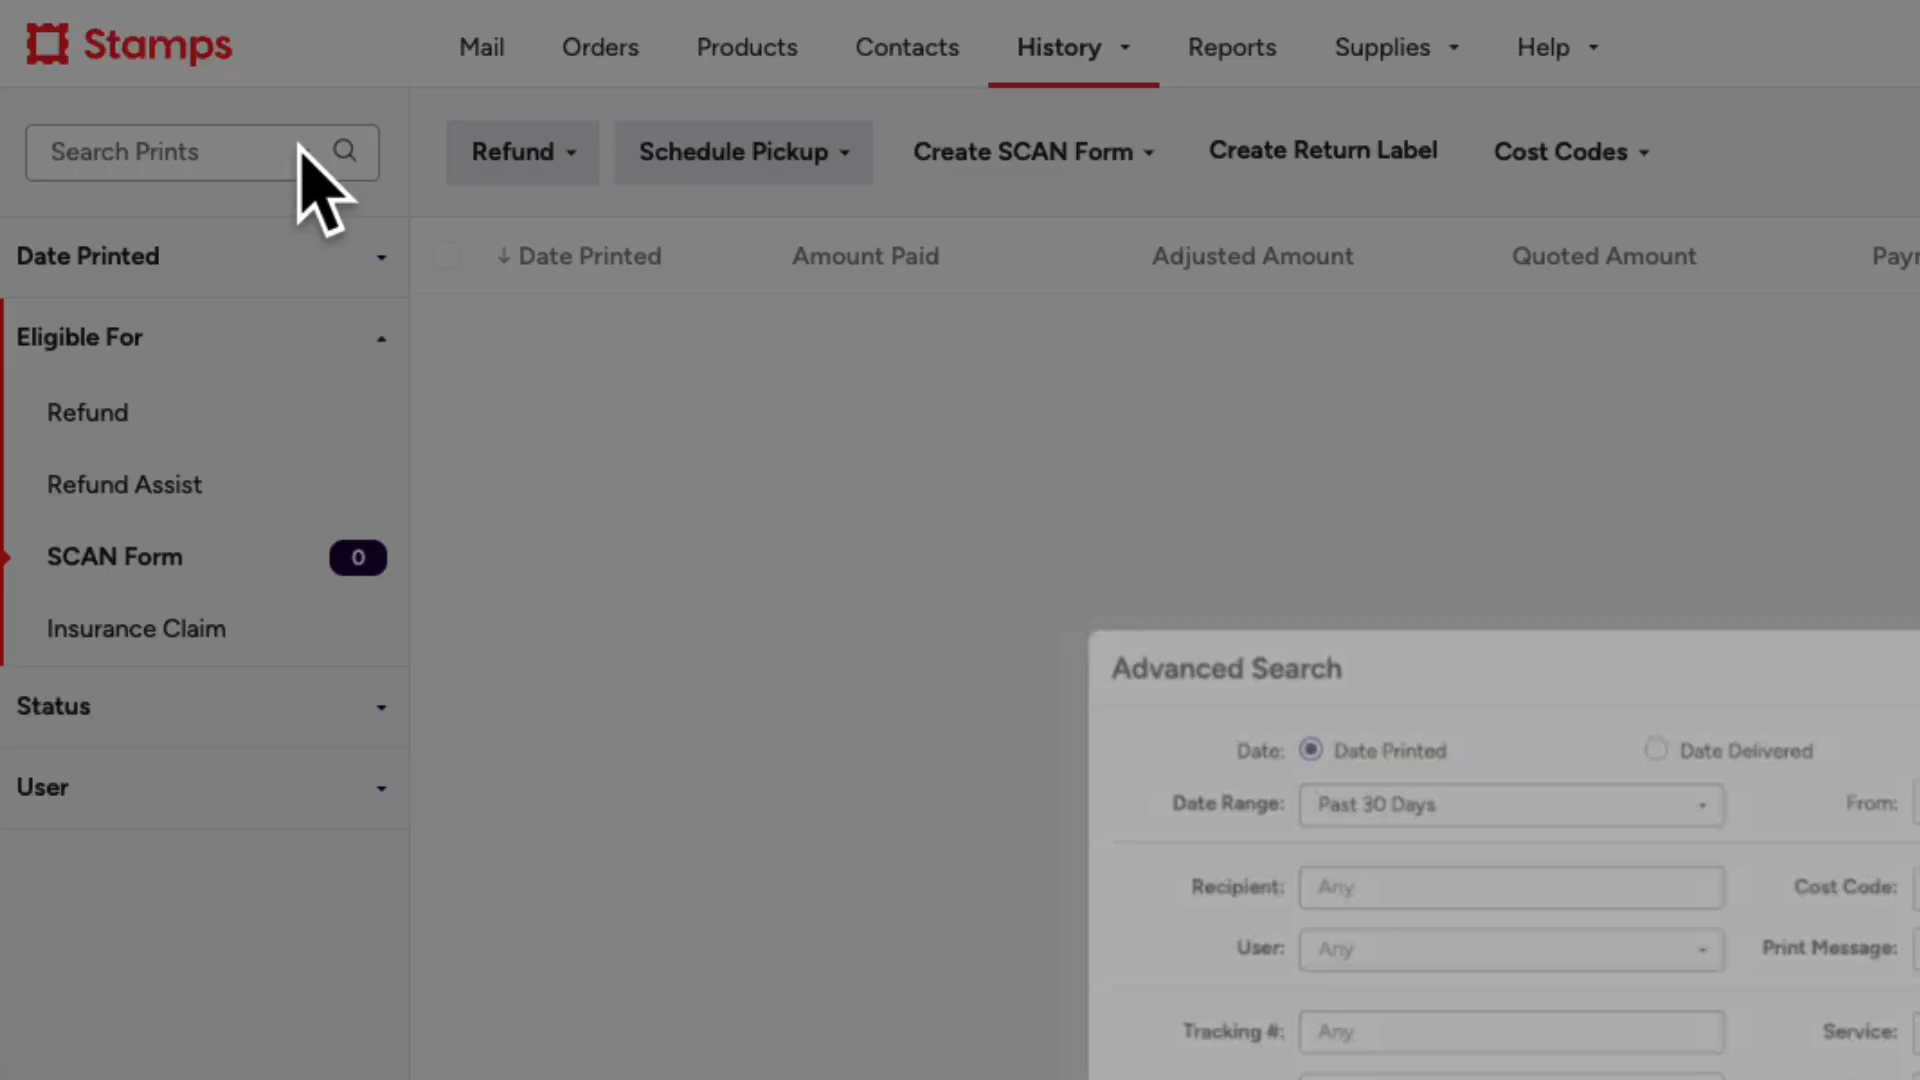 Stamps
Mail Orders Products Contacts History Reports Supplies Help
Search Prints
Refund Schedule Pickup Create SCAN Form Create Return Label Cost Codes
Date Printed
↓ Date Printed Amount Paid Adjusted Amount Quoted Amount
Eligible For
Refund
Refund Assist
SCAN Form 0
Insurance Claim
Status
User
Advanced Search
Date: Date Printed Date Delivered
Date Range: Past 30 Days From:
Recipient: Any Cost Code:
User: Any Print Message:
Tracking #: Any Service: